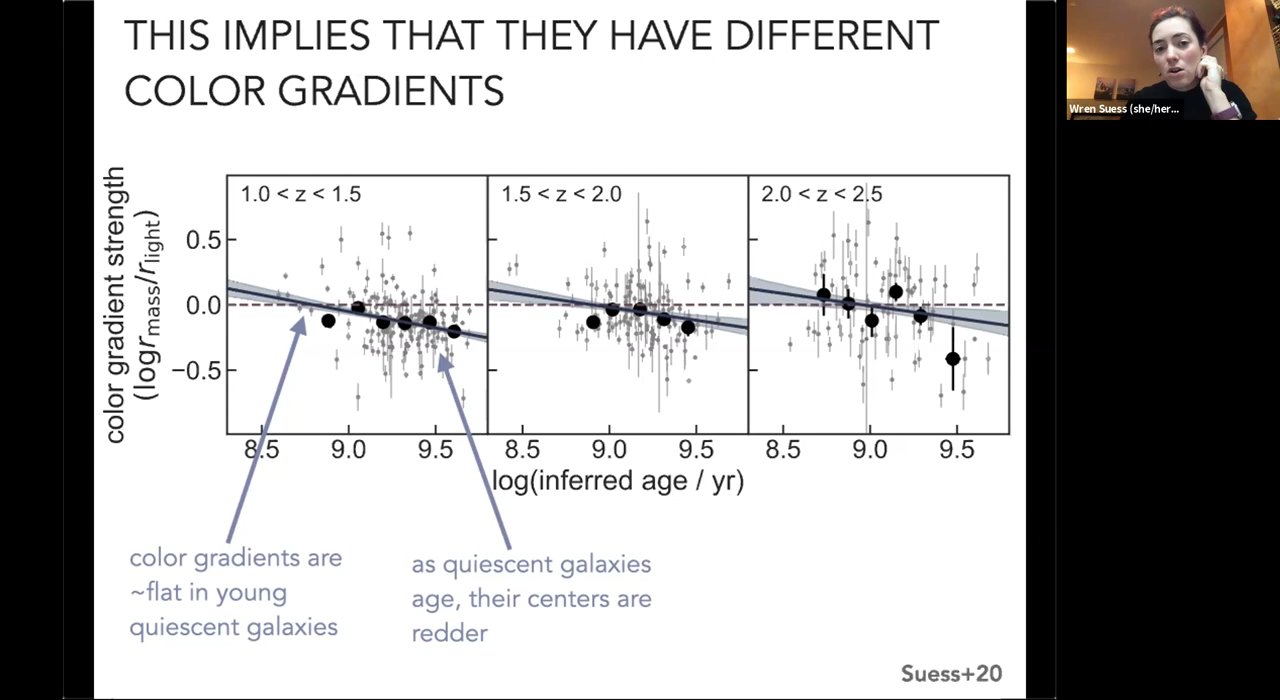 THIS IMPLIES THAT THEY HAVE DIFFERENT
COLOR GRADIENTS
Wren Suess (she/her...
color gradient strength
(log r_mass/r_light)
1.0 < z < 1.5
1.5 < z < 2.0
2.0 < z < 2.5
0.5
0.0
−0.5
8.5 9.0 9.5 8.5 9.0 9.5 8.5 9.0 9.5
log(inferred age / yr)
color gradients are
~flat in young
quiescent galaxies
as quiescent galaxies
age, their centers are
redder
Suess+20